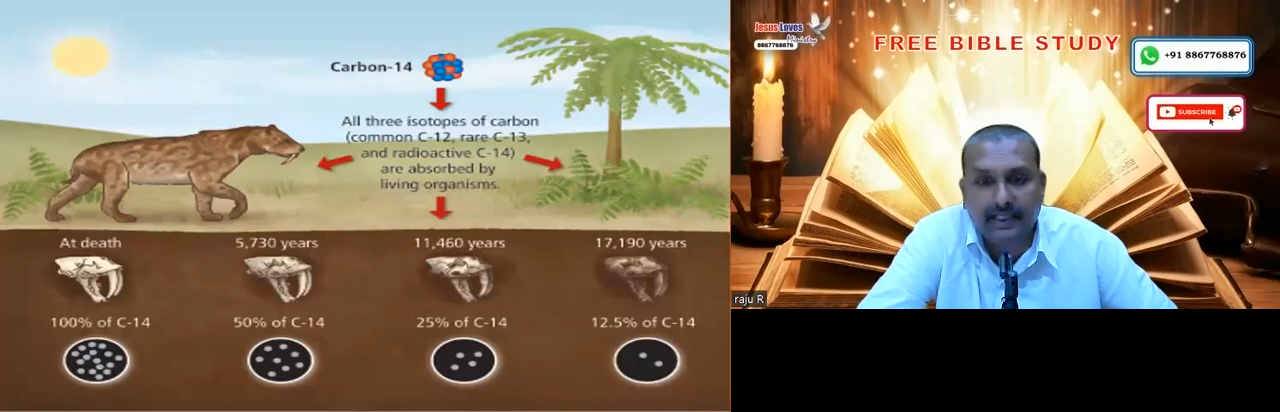 Carbon-14
All three isotopes of carbon
(common C-12, rare C-13,
and radioactive C-14)
are absorbed by
living organisms.
At death
5,730 years
11,460 years
17,190 years
100% of C-14
50% of C-14
25% of C-14
12.5% of C-14
Jesus Loves
Ministry
8867768876
FREE BIBLE STUDY
+91 8867768876
SUBSCRIBE
raju R